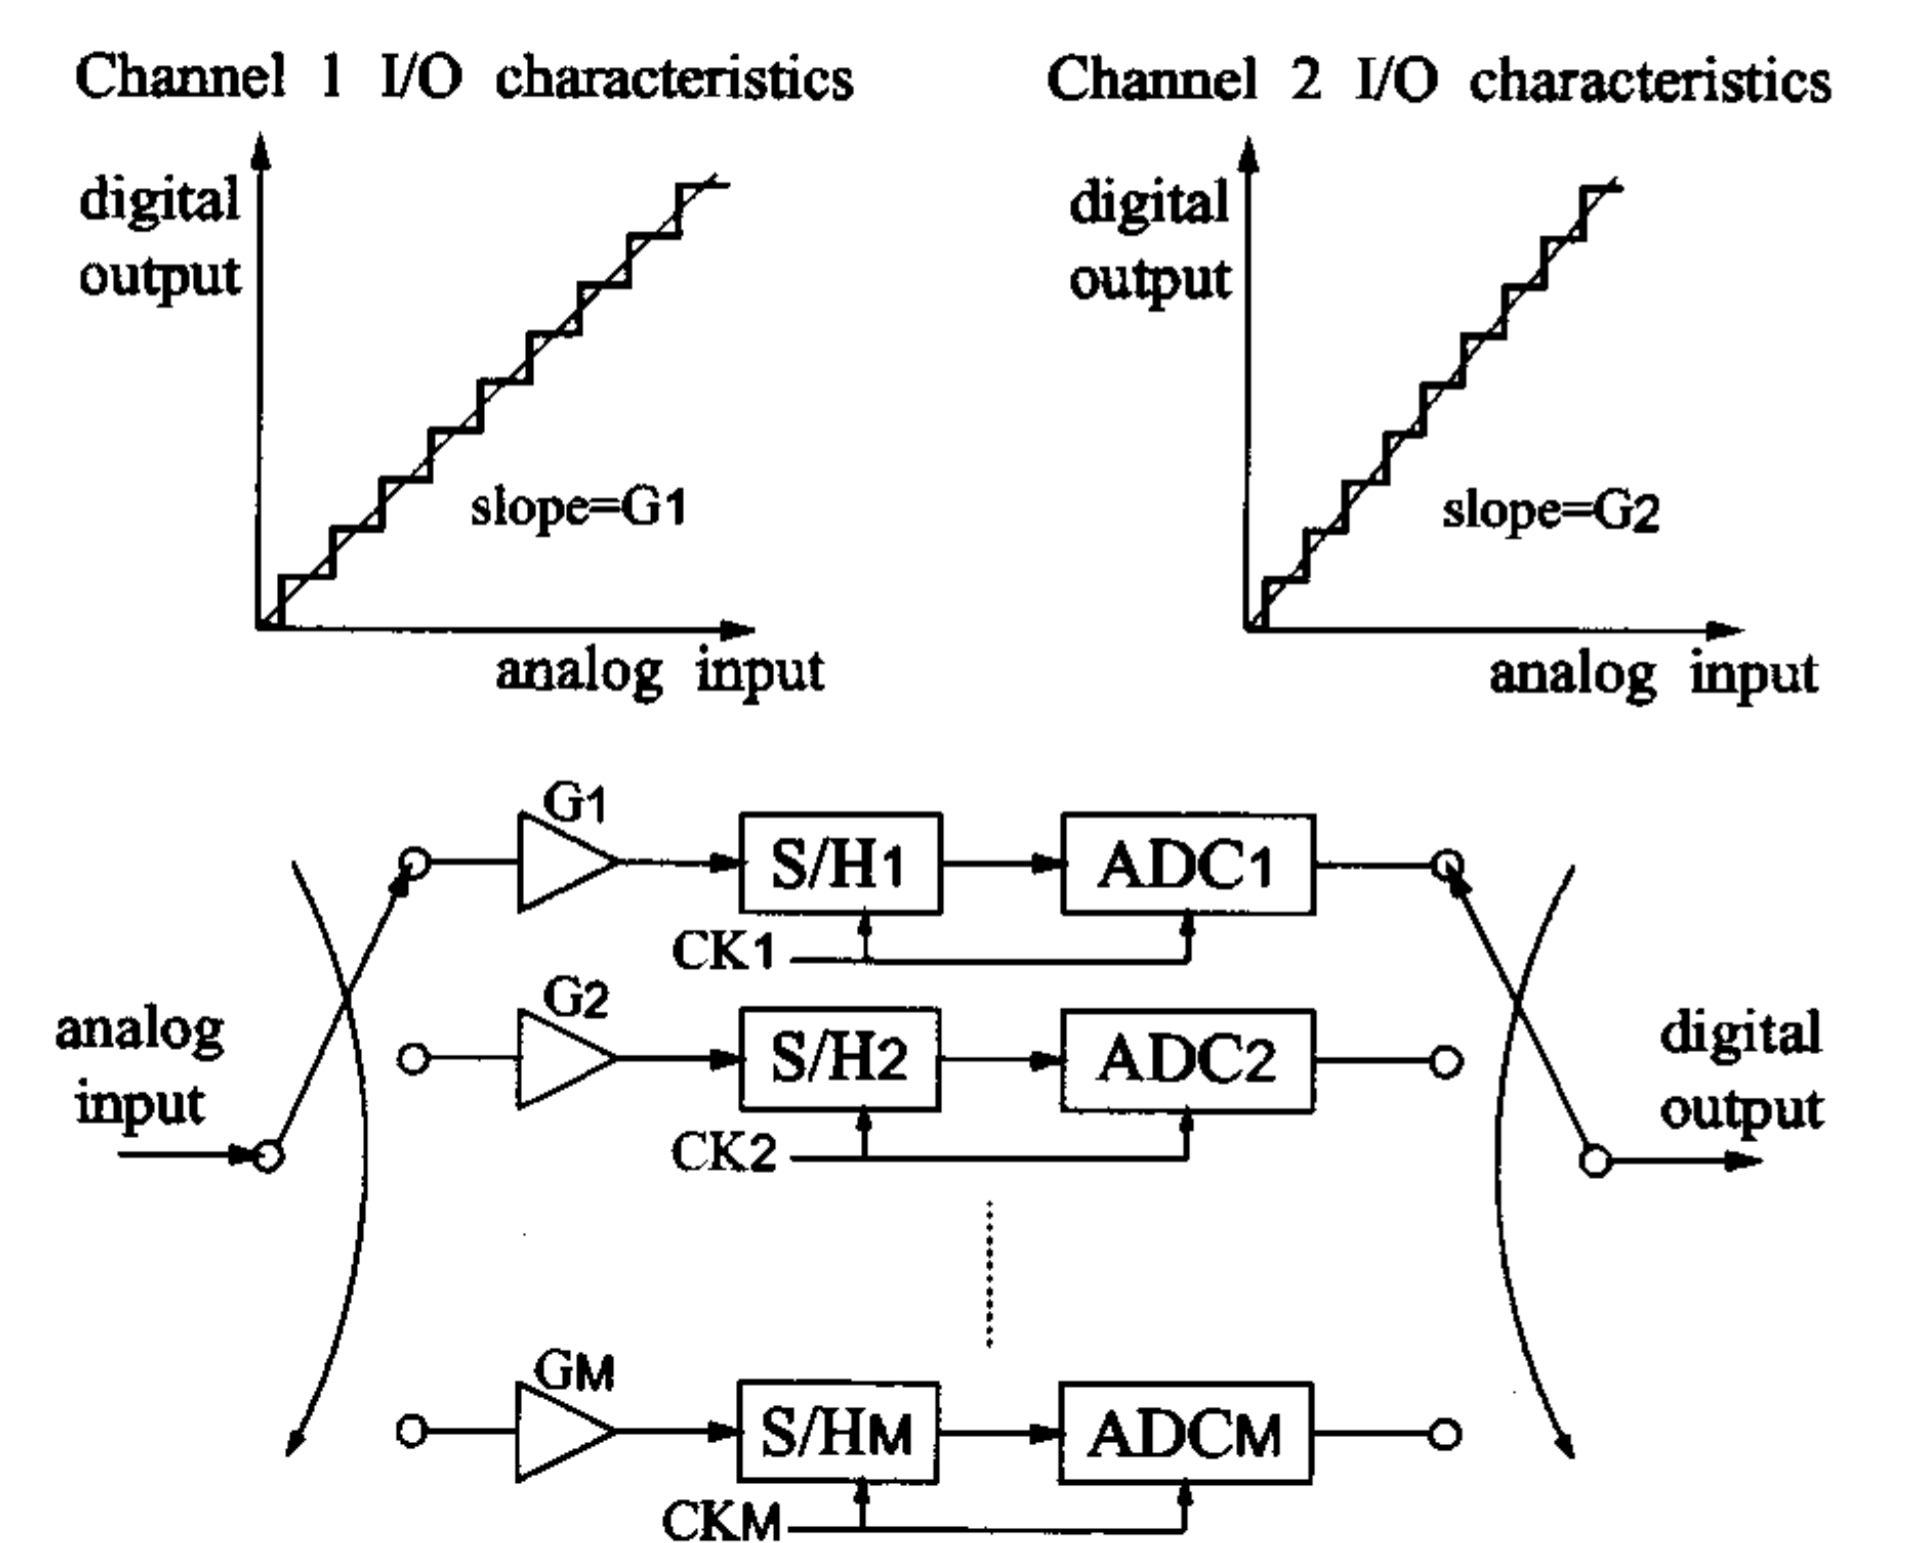 Channel 1 I/O characteristics
digital
output
slope=G1
analog input
Channel 2 I/O characteristics
digital
output
slope=G2
analog input
G1
S/H1
ADC1
CK1
G2
S/H2
ADC2
CK2
analog
input
digital
output
GM
S/HM
ADCM
CKM